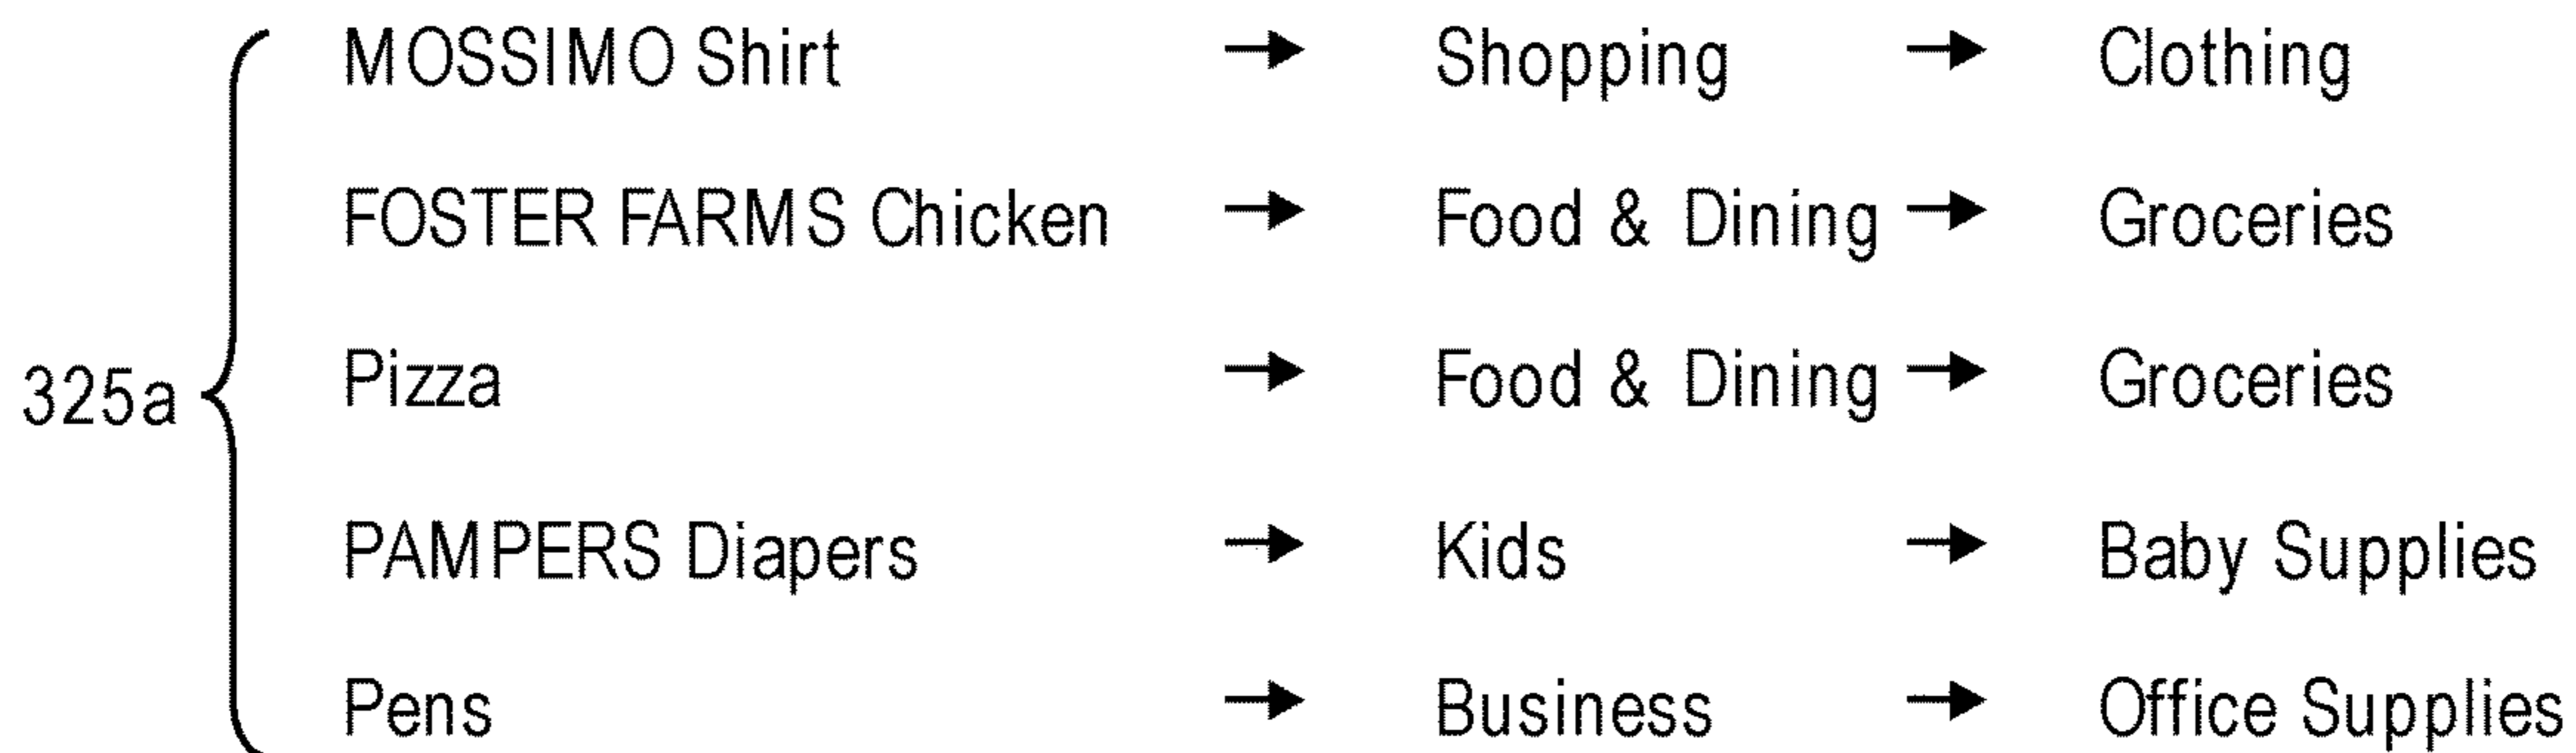 MOSSIMO Shirt → Shopping → Clothing
FOSTER FARMS Chicken → Food & Dining → Groceries
325a
Pizza → Food & Dining → Groceries
PAMPERS Diapers → Kids → Baby Supplies
Pens → Business → Office Supplies